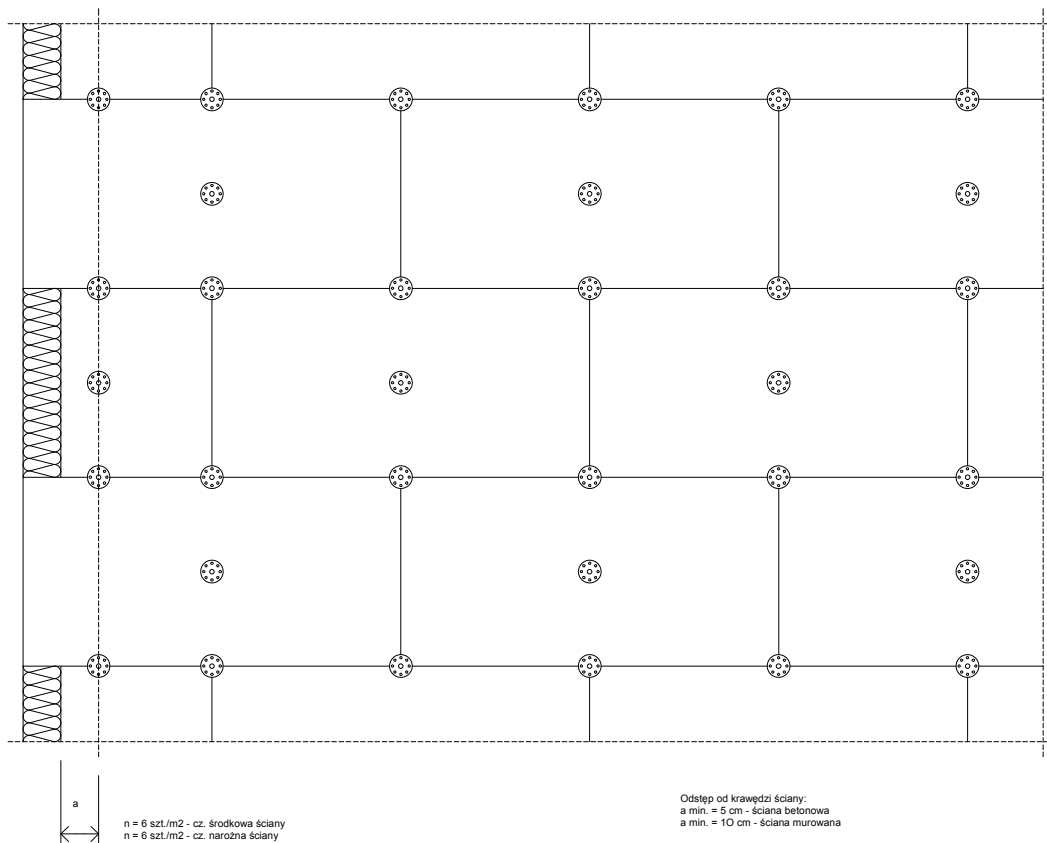 a
n = 6 szt./m2 - cz. środkowa ściany
n = 6 szt./m2 - cz. narożna ściany
Odstęp od krawędzi ściany:
a min. = 5 cm - ściana betonowa
a min. = 1O cm - ściana murowana